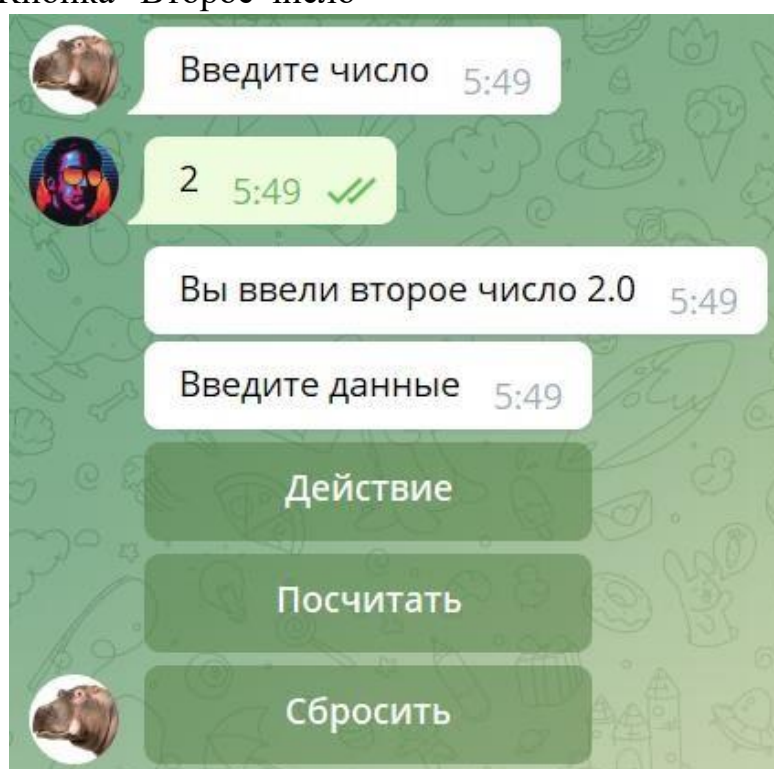 Кнопка "Второе число"
Введите число 5:49
2 5:49
Вы ввели второе число 2.0 5:49
Введите данные 5:49
Действие
Посчитать
Сбросить